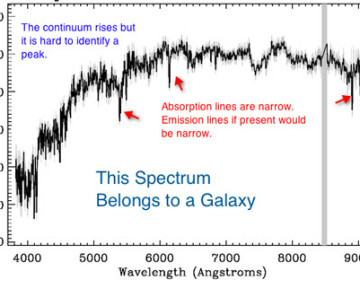 The continuum rises but
it is hard to identify a
peak.
Absorption lines are narrow.
Emission lines if present would
be narrow.
This Spectrum
Belongs to a Galaxy
4000 5000 6000 7000 8000
Wavelength (Angstroms)